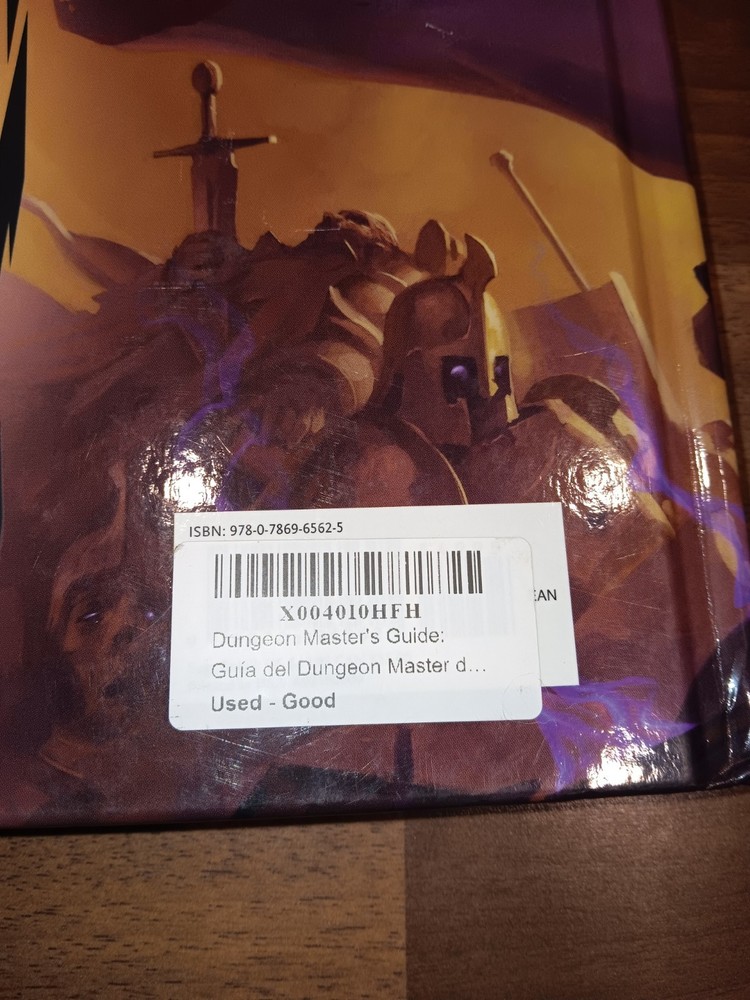 ISBN: 978-0-7869-6562-5
EAN
X004010HFH
Dungeon Master's Guide:
Guía del Dungeon Master d...
Used - Good